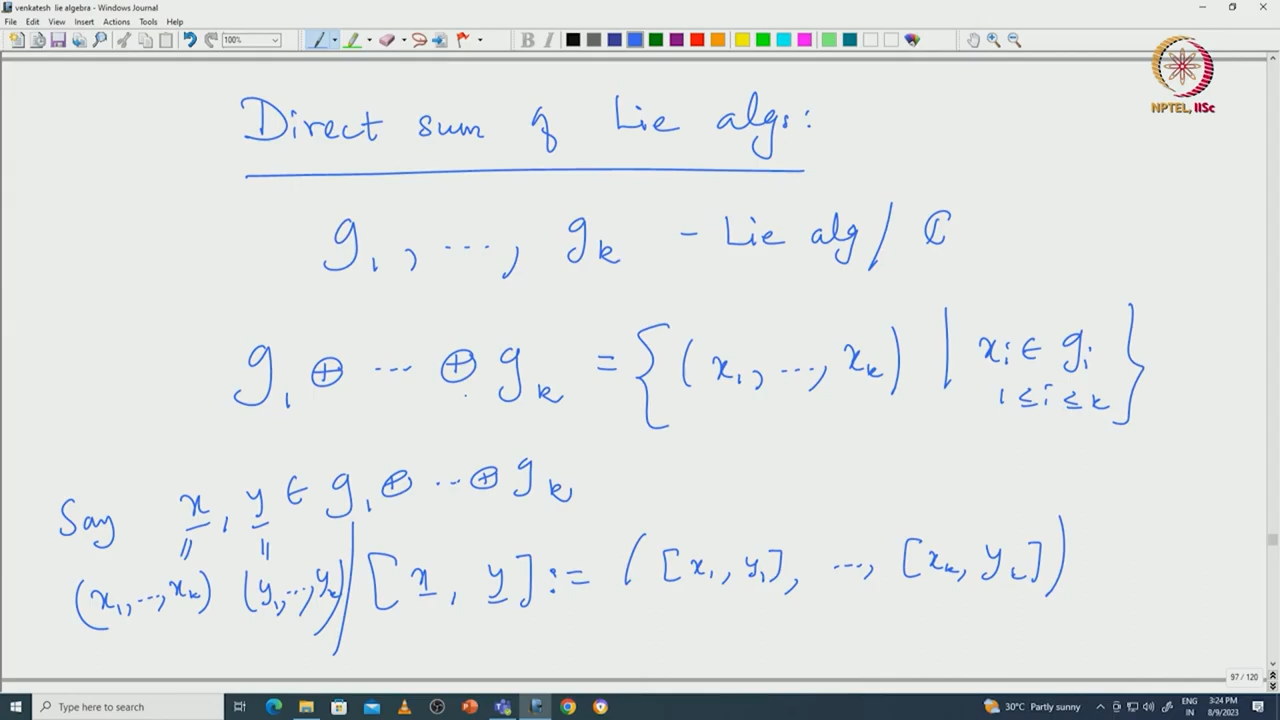 venkatesh lie algebra - Windows Journal
File Edit View Insert Actions Tools Help
100%
B I
NPTEL, IISc
Direct sum of Lie algs:
g₁, ..., gₖ - Lie alg / ℂ
g₁ ⊕ ... ⊕ gₖ = { (x₁, ..., xₖ) | xᵢ ∈ gᵢ
1 ≤ i ≤ k }
Say x, y ∈ g₁ ⊕ ... ⊕ gₖ
(x₁, ..., xₖ) (y₁, ..., yₖ) | [x, y] := ([x₁, y₁], ..., [xₖ, yₖ])
97 / 120
Type here to search
30°C Partly sunny
ENG
IN
3:24 PM
8/9/2023